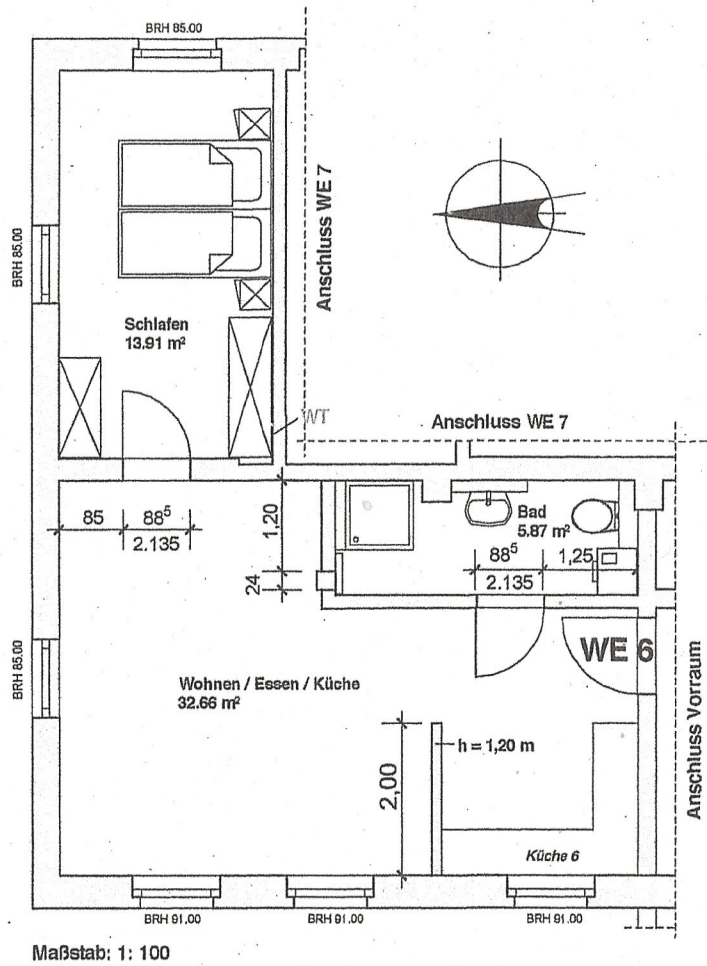 BRH 85.00
BRH 85.00
Anschluss WE 7
Schlafen
13.91 m²
WT
Anschluss WE 7
85
88⁵
2.135
1,20
24
Bad
5.87 m²
88⁵
2.135
1,25
WE 6
BRH 85.00
Wohnen / Essen / Küche
32.66 m²
h = 1,20 m
2,00
Anschluss Vorraum
Küche 6
BRH 91.00
BRH 91.00
BRH 91.00
Maßstab: 1: 100